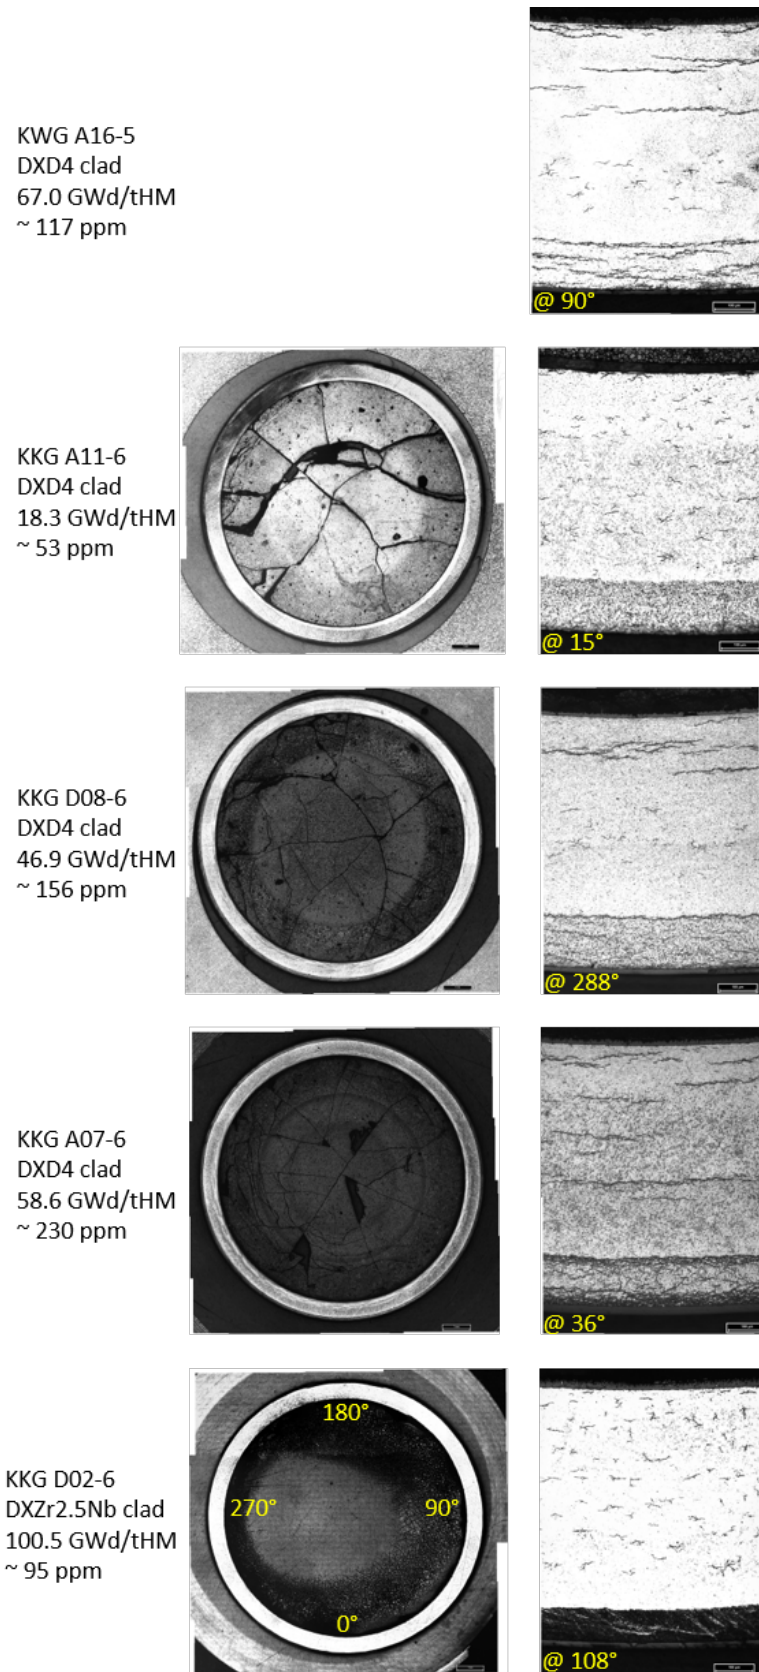 KWG A16-5
DXD4 clad
67.0 GWd/tHM
~ 117 ppm
@ 90°
KKG A11-6
DXD4 clad
18.3 GWd/tHM
~ 53 ppm
@ 15°
KKG D08-6
DXD4 clad
46.9 GWd/tHM
~ 156 ppm
@ 288°
KKG A07-6
DXD4 clad
58.6 GWd/tHM
~ 230 ppm
@ 36°
KKG D02-6
DXZr2.5Nb clad
100.5 GWd/tHM
~ 95 ppm
180°
270°
90°
0°
@ 108°